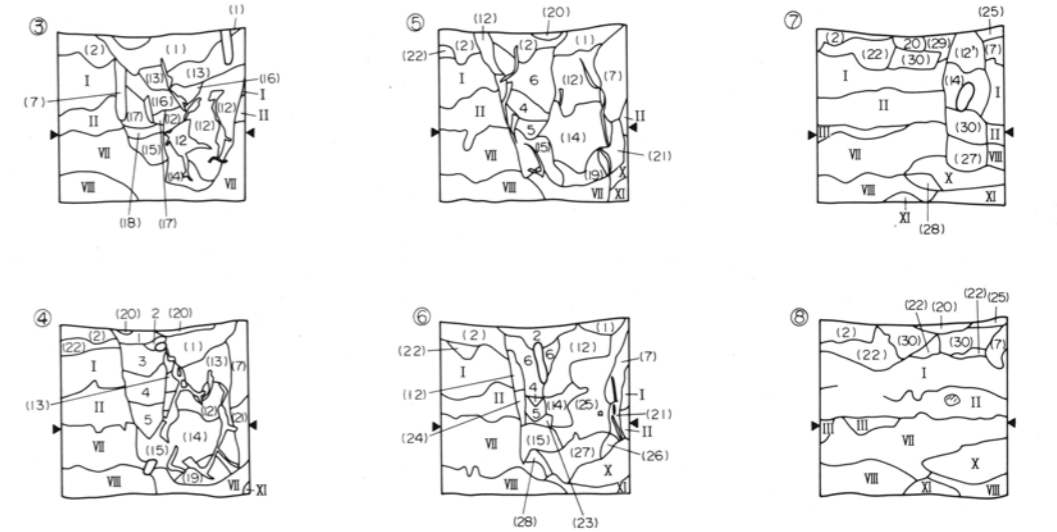 ③
(1)
(2)
(1)
I
(13)
(13)
(16)
(7)
(16)
I
II
(17)
(12)
(12)
(12)
II
12
VII
(15)
(14)
VII
VIII
(18)
(17)
⑤
(12)
(20)
(22)
(2)
(2)
(1)
I
6
(12)
(7)
II
4
5
(14)
II
VII
(15)
(21)
(19)
X
VII
XI
⑦
(25)
(2)
20
(29)
(22)
(30)
(12')
(7)
I
(14)
I
II
(30)
II
III
VII
(27)
VIII
VIII
X
XI
XI
(28)
④
(20)
2
(20)
(2)
1
(1)
(22)
3
(13)
(7)
I
(13)
4
(12)
II
5
(14)
(21)
VII
(15)
VIII
(19)
VII
XI
⑥
(2)
2
(1)
(22)
6
6
(12)
(7)
I
(12)
4
I
II
5
(14)
(25)
(21)
(24)
II
VII
(15)
(27)
(26)
X
VIII
XI
(28)
(23)
⑧
(22)
(22)
(20)
(25)
(2)
(30)
(30)
(7)
(22)
I
II
III
III
VII
VIII
X
XI
VIII